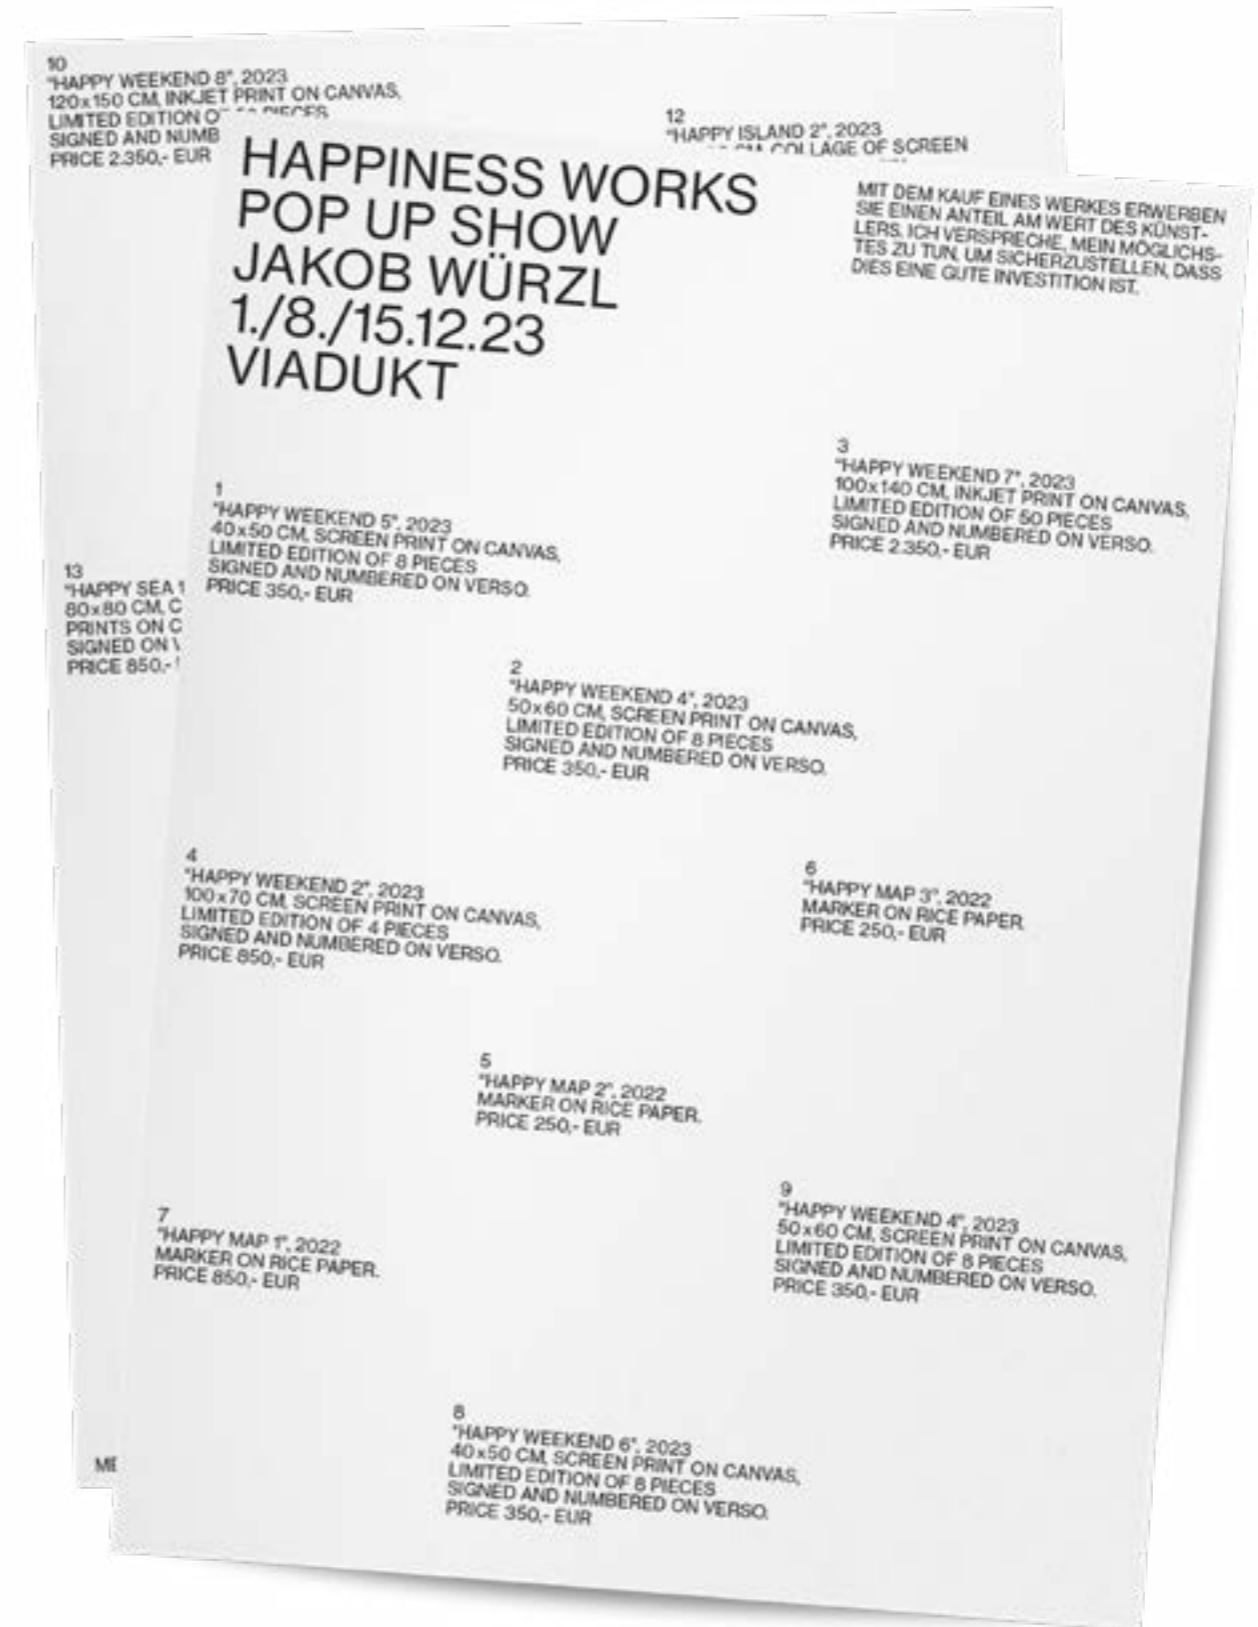 10
"HAPPY WEEKEND 8", 2023
120x150 CM, INKJET PRINT ON CANVAS,
LIMITED EDITION O
SIGNED AND NUMB
PRICE 2.350,- EUR
12
"HAPPY ISLAND 2", 2023
CM, COLLAGE OF SCREEN
13
"HAPPY SEA 1
80x80 CM, C
PRINTS ON C
SIGNED ON V
PRICE 850,-
HAPPINESS WORKS
POP UP SHOW
JAKOB WÜRZL
1./8./15.12.23
VIADUKT
MIT DEM KAUF EINES WERKES ERWERBEN
SIE EINEN ANTEIL AM WERT DES KÜNST-
LERS. ICH VERSPRECHE, MEIN MÖGLICHS-
TES ZU TUN, UM SICHERZUSTELLEN, DASS
DIES EINE GUTE INVESTITION IST.
1
"HAPPY WEEKEND 5", 2023
40x50 CM, SCREEN PRINT ON CANVAS,
LIMITED EDITION OF 8 PIECES
SIGNED AND NUMBERED ON VERSO.
PRICE 350,- EUR
2
"HAPPY WEEKEND 4", 2023
50x60 CM, SCREEN PRINT ON CANVAS,
LIMITED EDITION OF 8 PIECES
SIGNED AND NUMBERED ON VERSO.
PRICE 350,- EUR
3
"HAPPY WEEKEND 7", 2023
100x140 CM, INKJET PRINT ON CANVAS,
LIMITED EDITION OF 50 PIECES
SIGNED AND NUMBERED ON VERSO.
PRICE 2.350,- EUR
4
"HAPPY WEEKEND 2", 2023
100x70 CM, SCREEN PRINT ON CANVAS,
LIMITED EDITION OF 4 PIECES
SIGNED AND NUMBERED ON VERSO.
PRICE 850,- EUR
5
"HAPPY MAP 2", 2022
MARKER ON RICE PAPER.
PRICE 250,- EUR
6
"HAPPY MAP 3", 2022
MARKER ON RICE PAPER.
PRICE 250,- EUR
7
"HAPPY MAP 1", 2022
MARKER ON RICE PAPER.
PRICE 850,- EUR
8
"HAPPY WEEKEND 6", 2023
40x50 CM, SCREEN PRINT ON CANVAS,
LIMITED EDITION OF 8 PIECES
SIGNED AND NUMBERED ON VERSO.
PRICE 350,- EUR
9
"HAPPY WEEKEND 4", 2023
50x60 CM, SCREEN PRINT ON CANVAS,
LIMITED EDITION OF 8 PIECES
SIGNED AND NUMBERED ON VERSO.
PRICE 350,- EUR